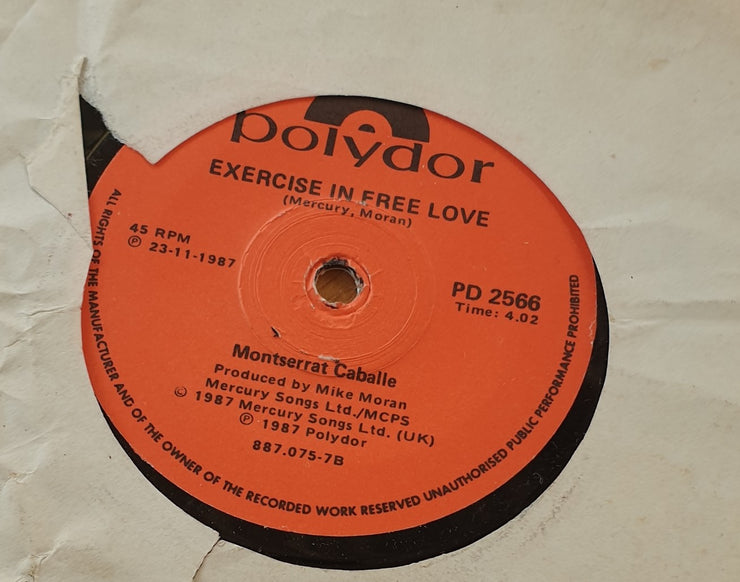 polydor
EXERCISE IN FREE LOVE
(Mercury, Moran)
45 RPM
℗ 23-11-1987
PD 2566
Time: 4.02
Montserrat Caballe
Produced by Mike Moran
Mercury Songs Ltd./MCPS
© 1987 Mercury Songs Ltd. (UK)
℗ 1987 Polydor
887.075-7B
ALL RIGHTS OF THE MANUFACTURER AND OF THE OWNER OF THE RECORDED WORK RESERVED UNAUTHORISED PUBLIC PERFORMANCE PROHIBITED